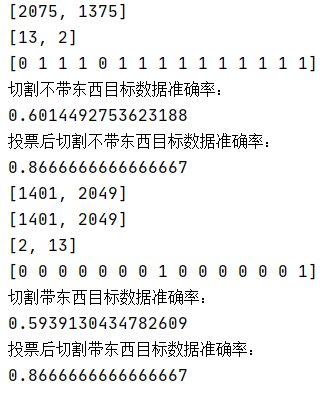 [2075, 1375]
[13, 2]
[0 1 1 1 0 1 1 1 1 1 1 1 1 1 1]
切割不带东西目标数据准确率：
0.6014492753623188
投票后切割不带东西目标数据准确率：
0.8666666666666667
[1401, 2049]
[1401, 2049]
[2, 13]
[0 0 0 0 0 0 0 1 0 0 0 0 0 0 1]
切割带东西目标数据准确率：
0.5939130434782609
投票后切割带东西目标数据准确率：
0.8666666666666667